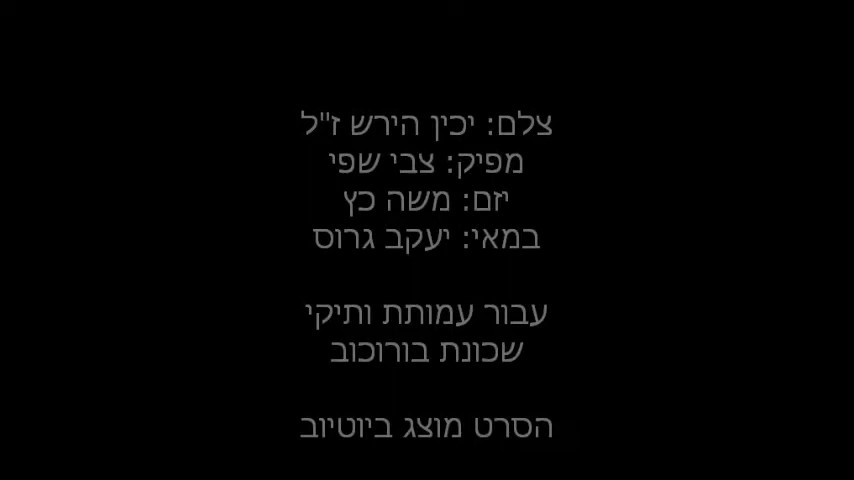 צלם: יכין הירש ז"ל
מפיק: צבי שפי
יזם: משה כץ
במאי: יעקב גרוס
עבור עמותת ותיקי
שכונת בורוכוב
הסרט מוצג ביוטיוב